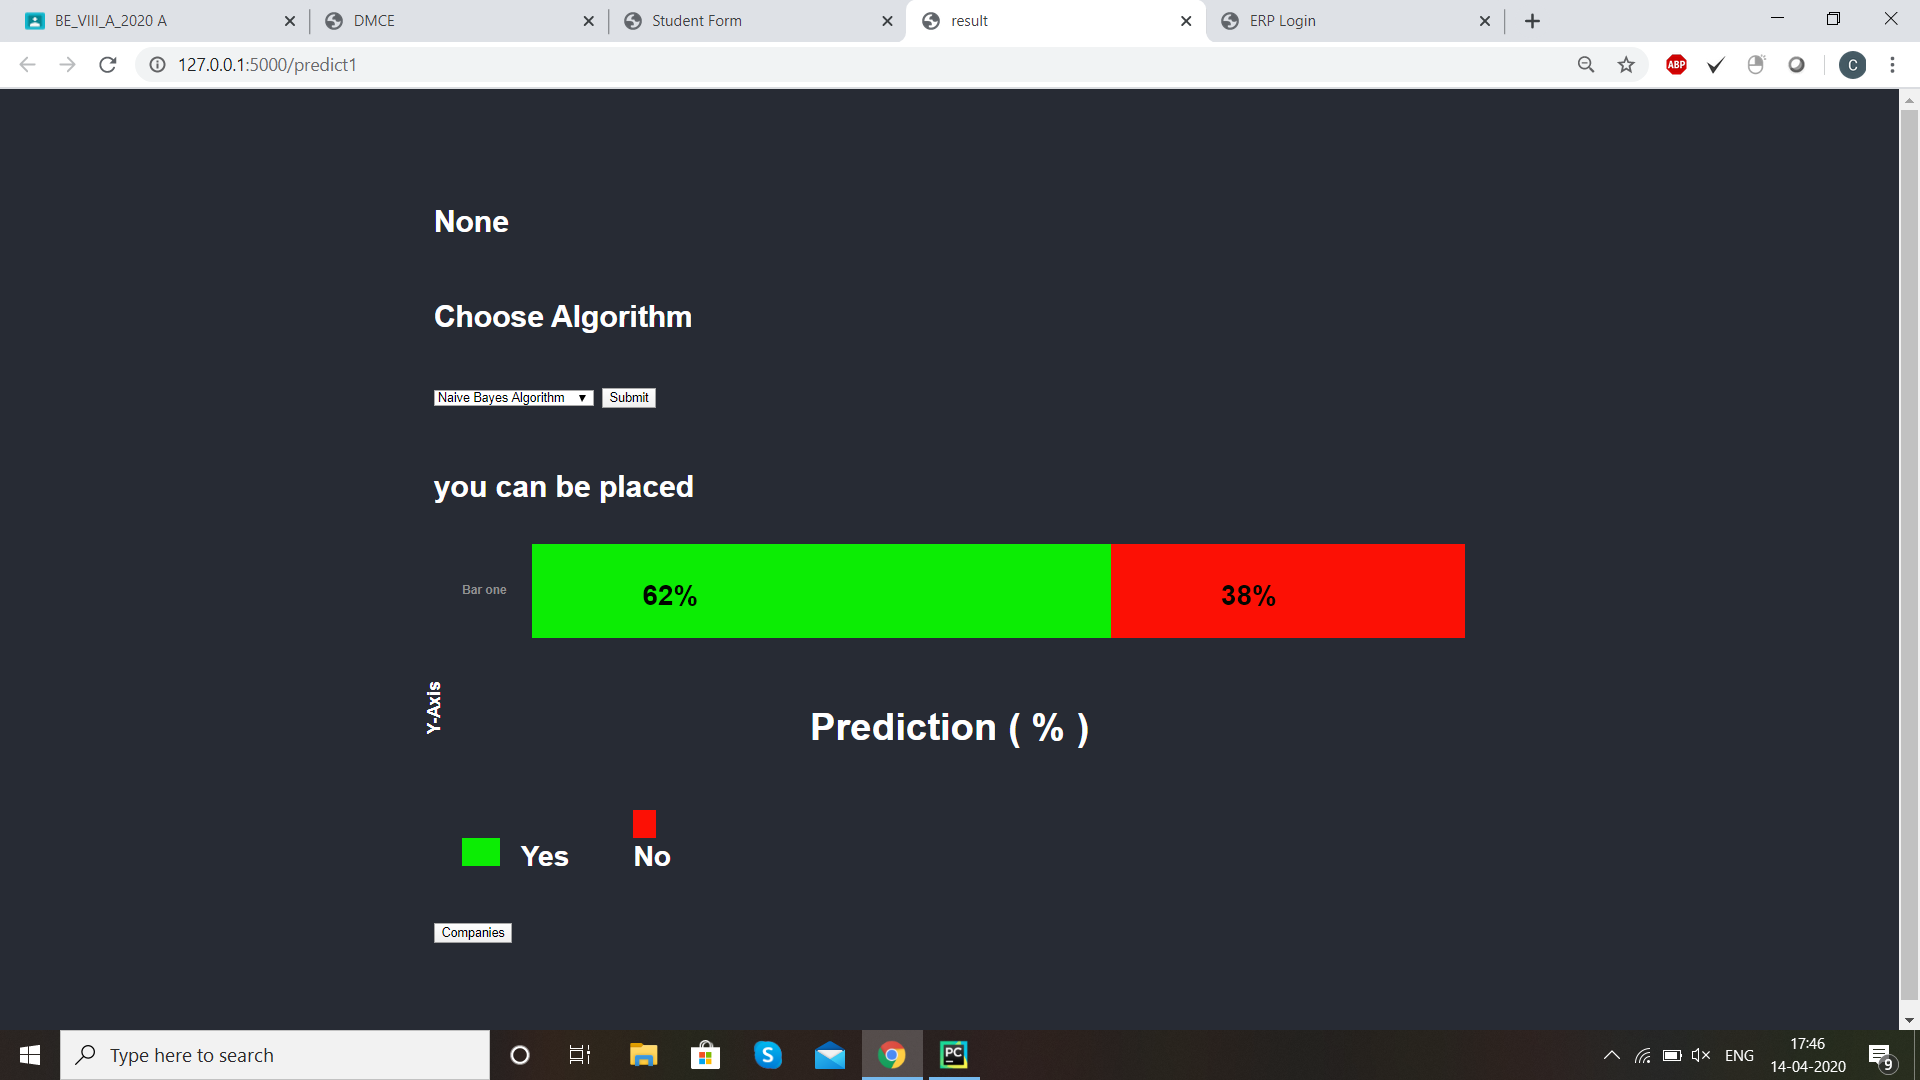 BE_VIII_A_2020 A
DMCE
Student Form
result
ERP Login
127.0.0.1:5000/predict1
ABP
C
None
Choose Algorithm
Naive Bayes Algorithm
Submit
you can be placed
Bar one
62%
38%
Y-Axis
Prediction ( % )
Yes
No
Companies
Type here to search
S
PC
ENG
17:46
14-04-2020
9